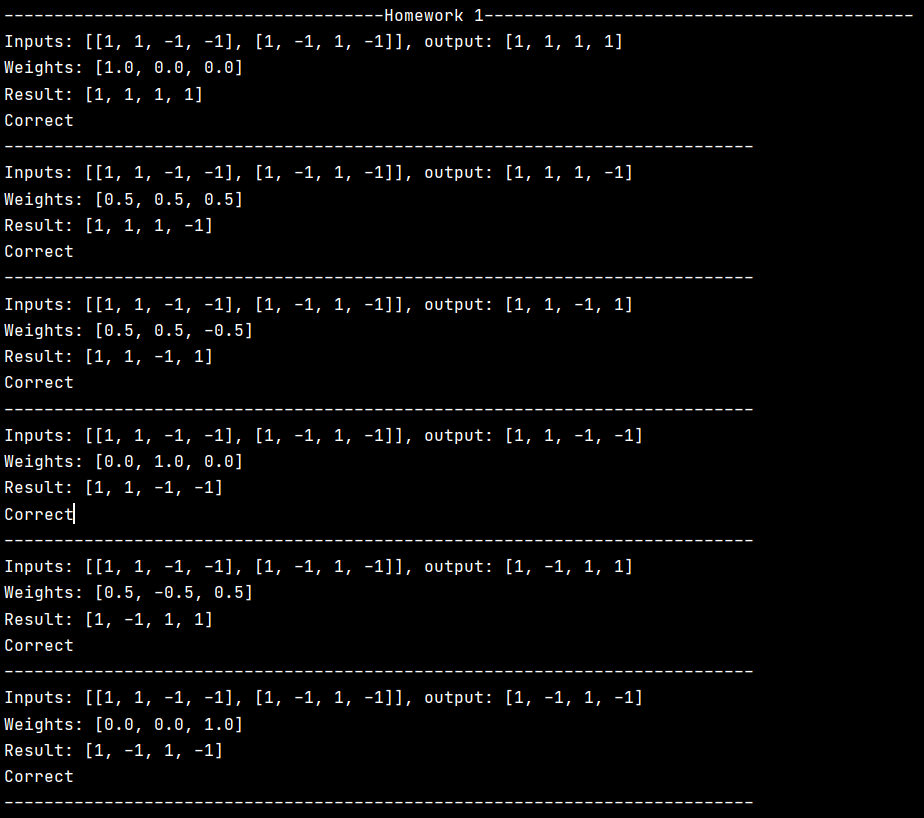 --------------------------------------Homework 1-------------------------------------------
Inputs: [[1, 1, -1, -1], [1, -1, 1, -1]], output: [1, 1, 1, 1]
Weights: [1.0, 0.0, 0.0]
Result: [1, 1, 1, 1]
Correct
---------------------------------------------------------------------------
Inputs: [[1, 1, -1, -1], [1, -1, 1, -1]], output: [1, 1, 1, -1]
Weights: [0.5, 0.5, 0.5]
Result: [1, 1, 1, -1]
Correct
---------------------------------------------------------------------------
Inputs: [[1, 1, -1, -1], [1, -1, 1, -1]], output: [1, 1, -1, 1]
Weights: [0.5, 0.5, -0.5]
Result: [1, 1, -1, 1]
Correct
---------------------------------------------------------------------------
Inputs: [[1, 1, -1, -1], [1, -1, 1, -1]], output: [1, 1, -1, -1]
Weights: [0.0, 1.0, 0.0]
Result: [1, 1, -1, -1]
Correct
---------------------------------------------------------------------------
Inputs: [[1, 1, -1, -1], [1, -1, 1, -1]], output: [1, -1, 1, 1]
Weights: [0.5, -0.5, 0.5]
Result: [1, -1, 1, 1]
Correct
---------------------------------------------------------------------------
Inputs: [[1, 1, -1, -1], [1, -1, 1, -1]], output: [1, -1, 1, -1]
Weights: [0.0, 0.0, 1.0]
Result: [1, -1, 1, -1]
Correct
---------------------------------------------------------------------------